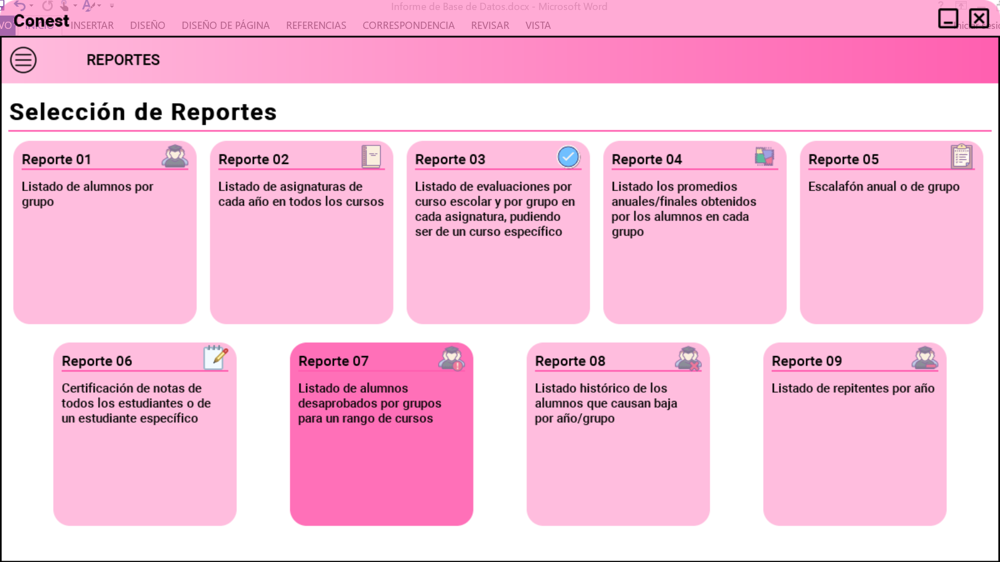 Informe de Base de Datos.docx - Microsoft Word
Conest
INICIO INSERTAR DISEÑO DISEÑO DE PÁGINA REFERENCIAS CORRESPONDENCIA REVISAR VISTA
REPORTES
Selección de Reportes
Reporte 01
Listado de alumnos por
grupo
Reporte 02
Listado de asignaturas de
cada año en todos los cursos
Reporte 03
Listado de evaluaciones por
curso escolar y por grupo en
cada asignatura, pudiendo
ser de un curso específico
Reporte 04
Listado los promedios
anuales/finales obtenidos
por los alumnos en cada
grupo
Reporte 05
Escalafón anual o de grupo
Reporte 06
Certificación de notas de
todos los estudiantes o de
un estudiante específico
Reporte 07
Listado de alumnos
desaprobados por grupos
para un rango de cursos
Reporte 08
Listado histórico de los
alumnos que causan baja
por año/grupo
Reporte 09
Listado de repitentes por año